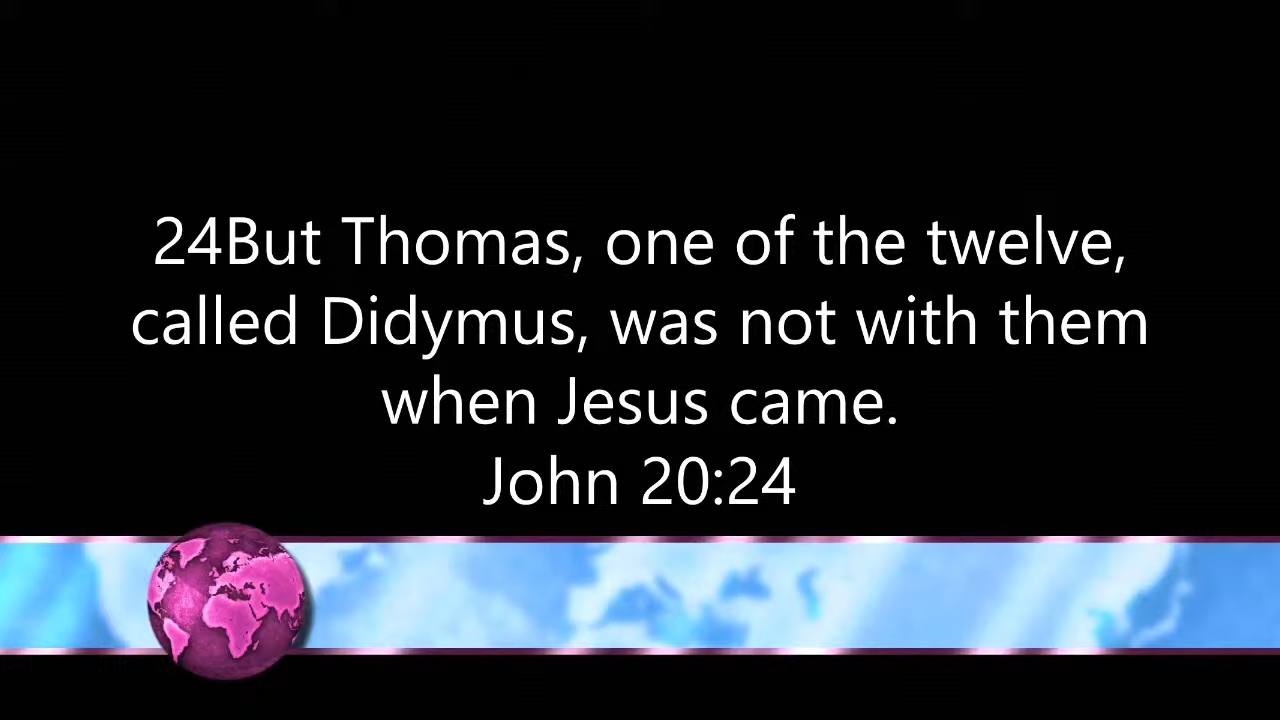 24But Thomas, one of the twelve,
called Didymus, was not with them
when Jesus came.
John 20:24